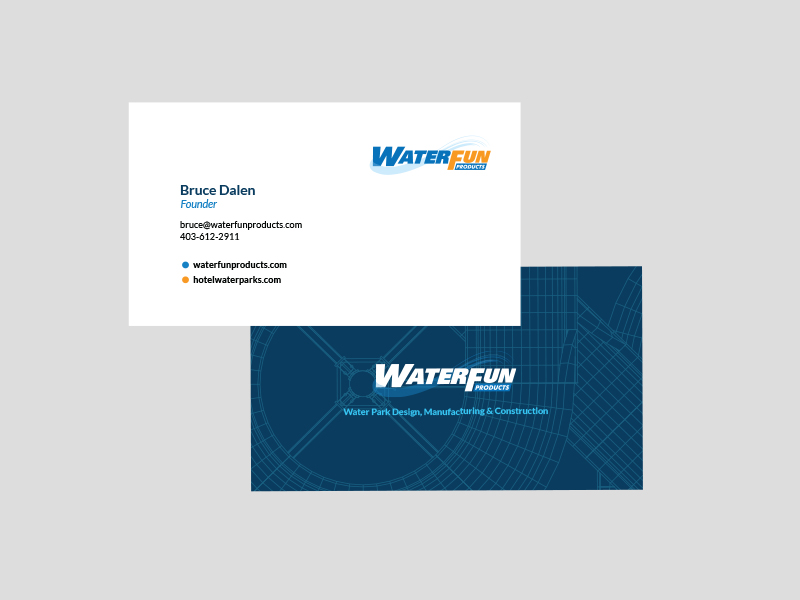 WATERFUN
PRODUCTS
Bruce Dalen
Founder
bruce@waterfunproducts.com
403-612-2911
waterfunproducts.com
hotelwaterparks.com
WATERFUN
PRODUCTS
Water Park Design, Manufacturing & Construction